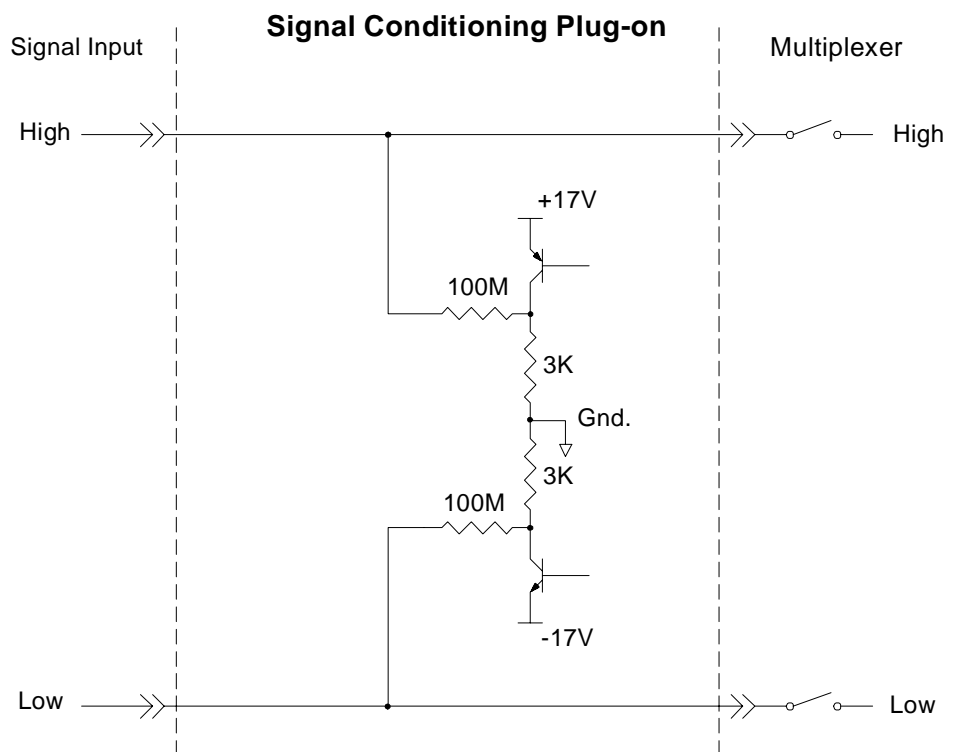 Signal Conditioning Plug-on
Signal Input
Multiplexer
High
High
+17V
100M
3K
Gnd.
3K
100M
-17V
Low
Low